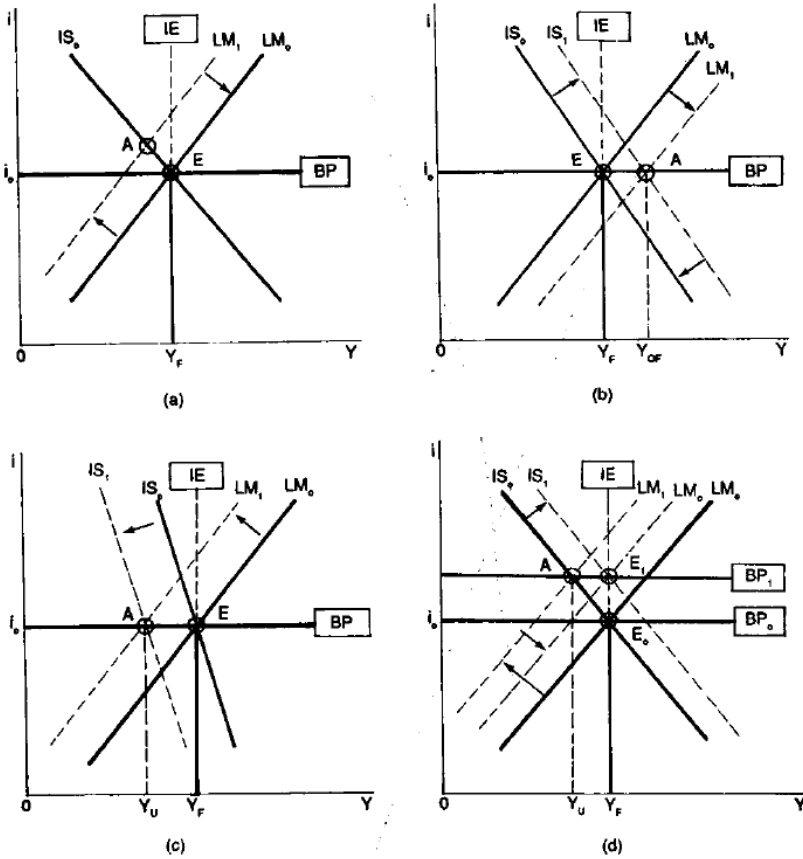 i
IS₀
IE
LM₁
LM₀
A
E
i₀
BP
0
Y_F
Y
(a)
i
IS₀
IS₁
IE
LM₀
LM₁
E
A
i₀
BP
0
Y_F
Y_OF
Y
(b)
i
IS₁
IS₀
IE
LM₁
LM₀
A
E
i₀
BP
0
Y_U
Y_F
Y
(c)
i
IS₀
IS₁
IE
LM₁
LM₀
LM₀
A
E₁
BP₁
i₀
E₀
BP₀
0
Y_U
Y_F
Y
(d)